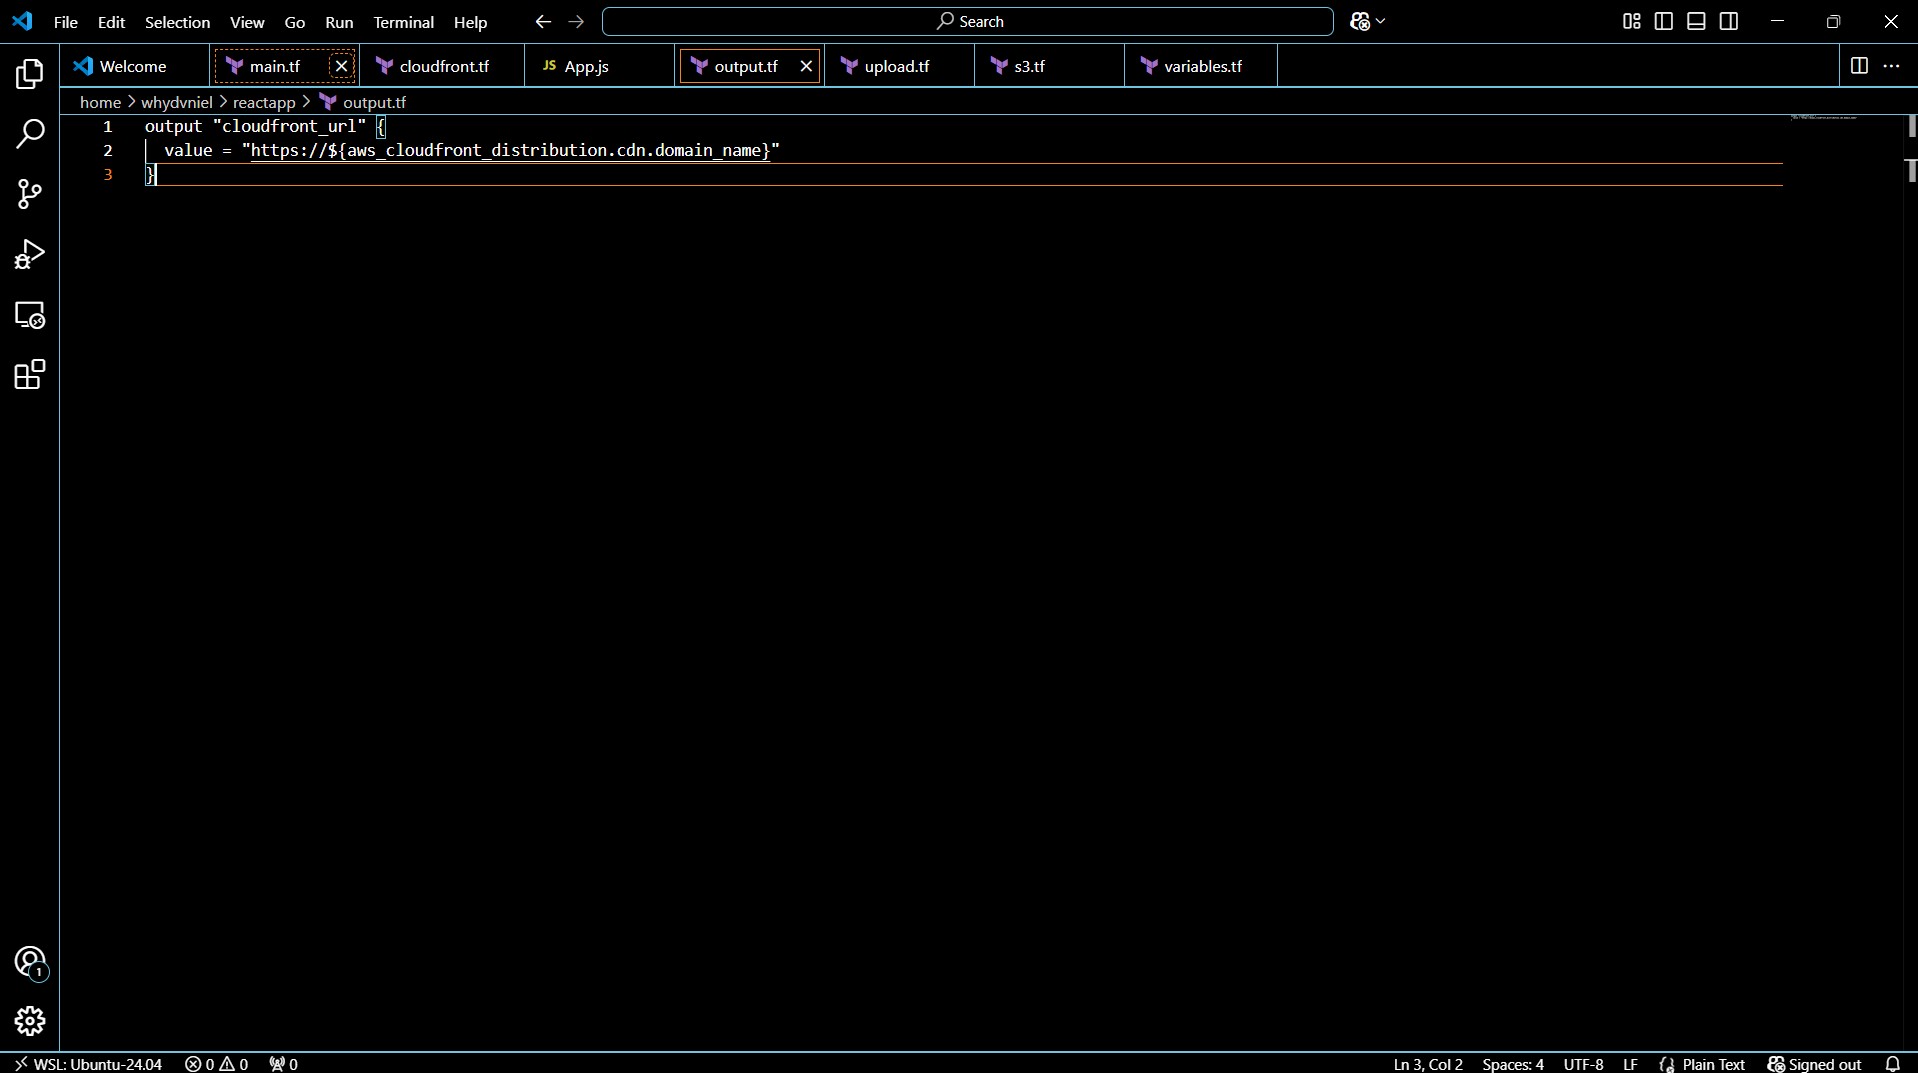 File Edit Selection View Go Run Terminal Help
Search
Welcome
main.tf
cloudfront.tf
JS App.js
output.tf
upload.tf
s3.tf
variables.tf
home > whydvniel > reactapp > output.tf
1 output "cloudfront_url" {
2 value = "https://${aws_cloudfront_distribution.cdn.domain_name}"
3 }
1
WSL: Ubuntu-24.04 0 0 0 Ln 3, Col 2 Spaces: 4 UTF-8 LF {} Plain Text Signed out